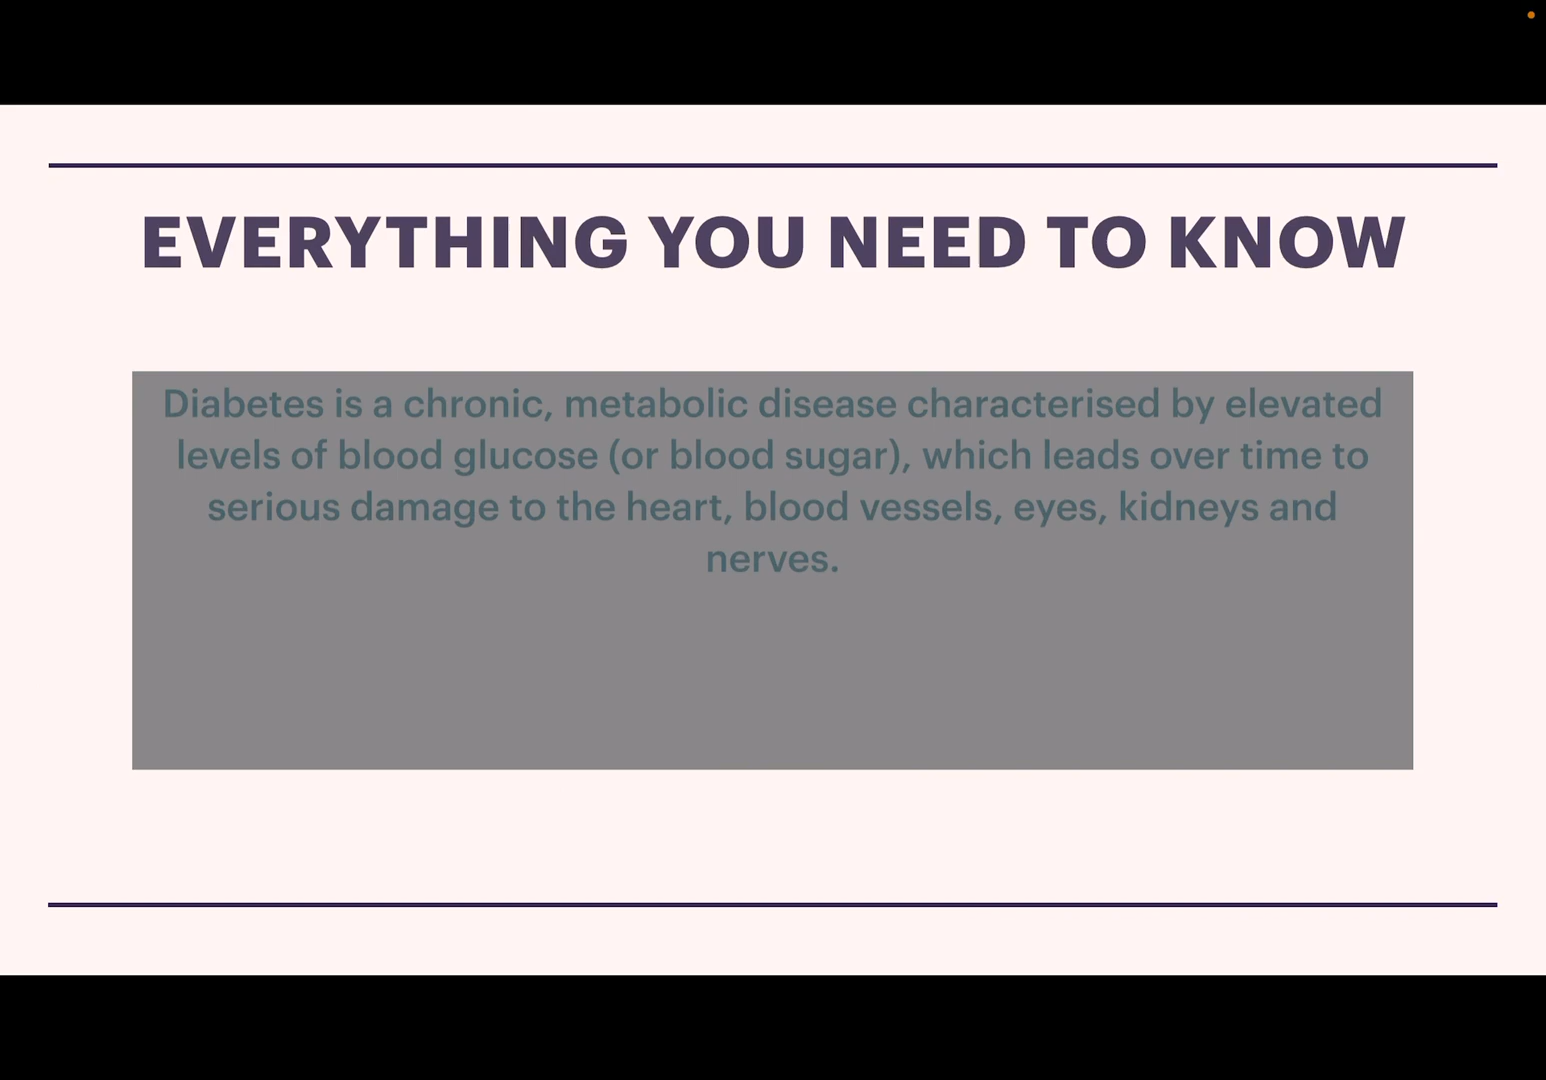 EVERYTHING YOU NEED TO KNOW
Diabetes is a chronic, metabolic disease characterised by elevated
levels of blood glucose (or blood sugar), which leads over time to
serious damage to the heart, blood vessels, eyes, kidneys and
nerves.